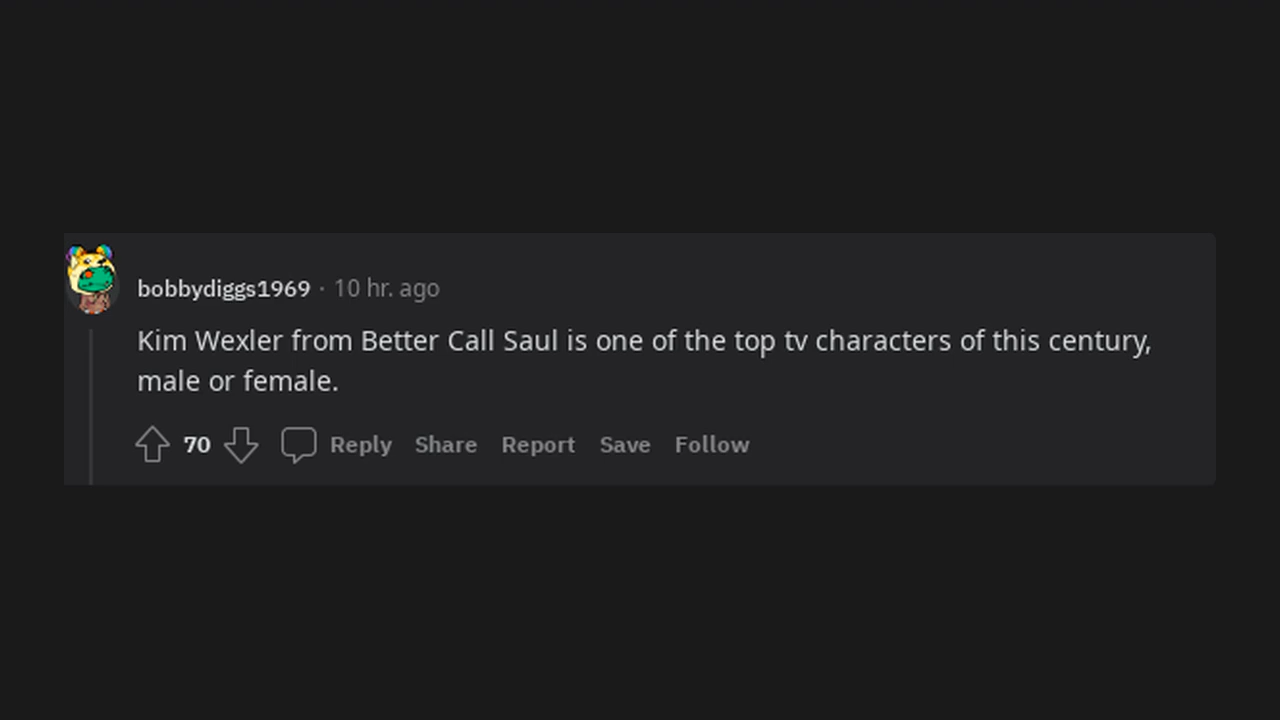 bobbydiggs1969 · 10 hr. ago
Kim Wexler from Better Call Saul is one of the top tv characters of this century,
male or female.
70 Reply Share Report Save Follow